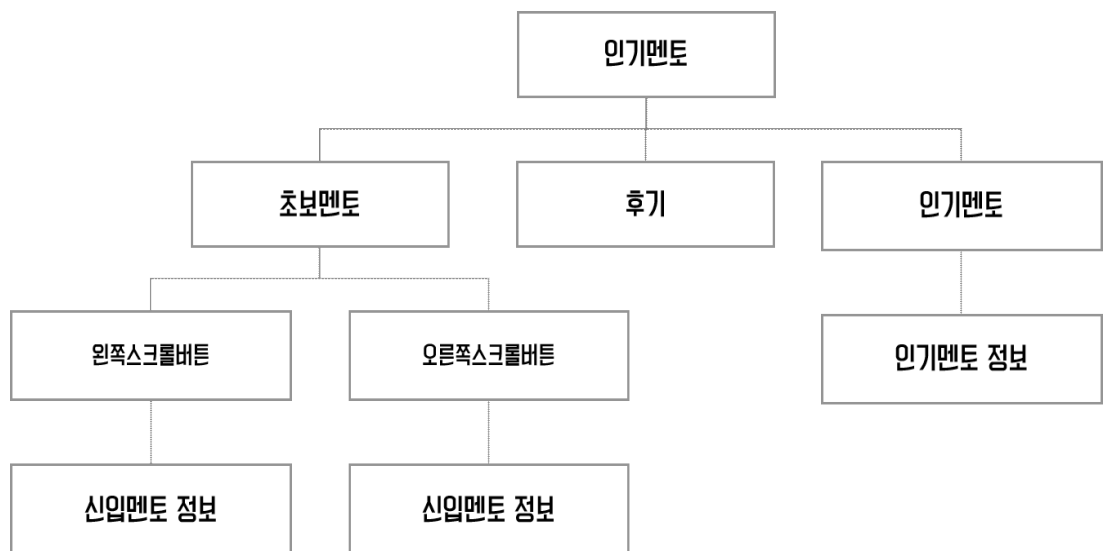 인기멘토
초보멘토
후기
인기멘토
왼쪽스크롤버튼
오른쪽스크롤버튼
인기멘토 정보
신입멘토 정보
신입멘토 정보